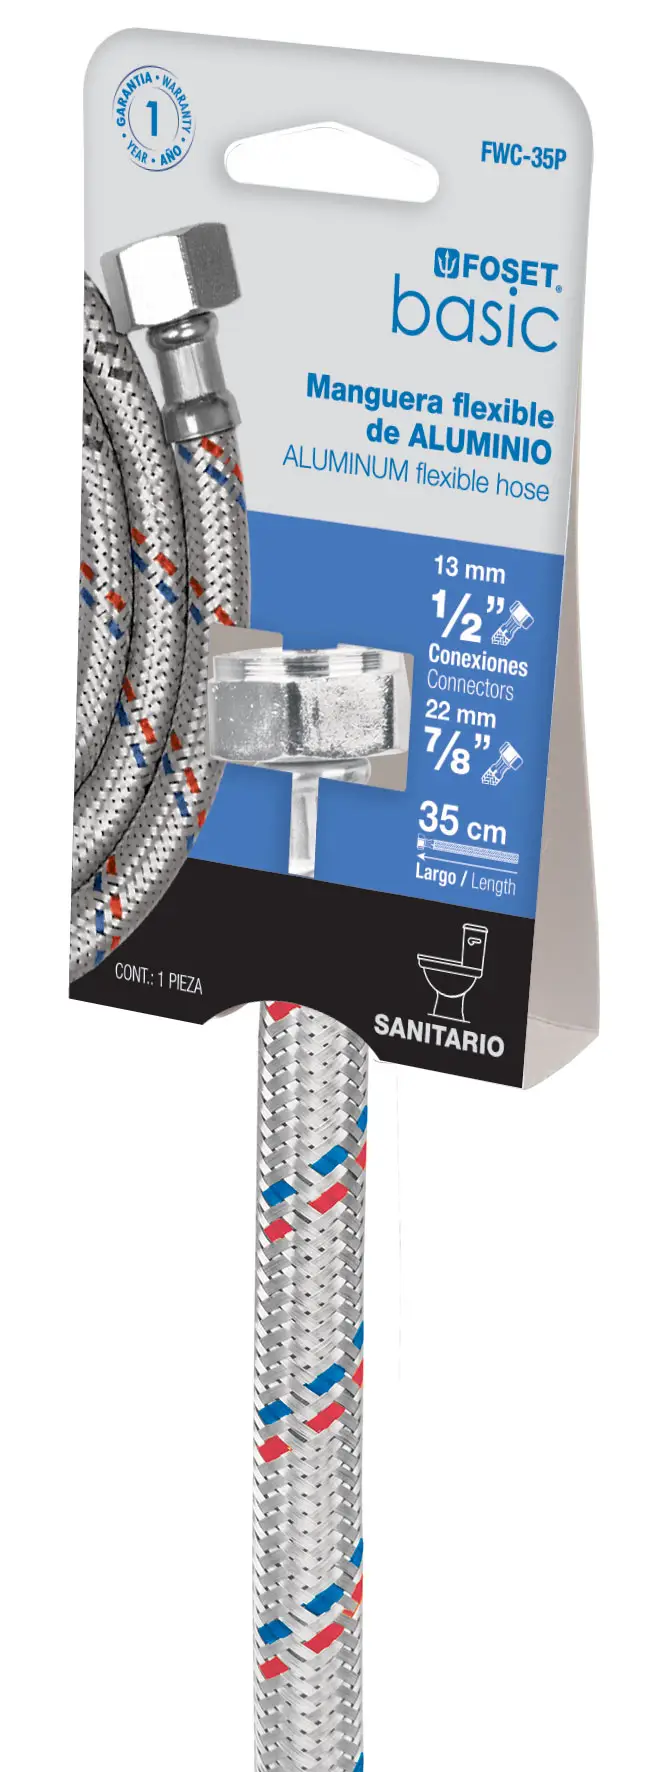 GARANTIA • WARRANTY
1
YEAR • AÑO
FWC-35P
FOSET®
basic
Manguera flexible
de ALUMINIO
ALUMINUM flexible hose
13 mm
1/2”
Conexiones
Connectors
22 mm
7/8”
35 cm
Largo / Length
CONT.: 1 PIEZA
SANITARIO